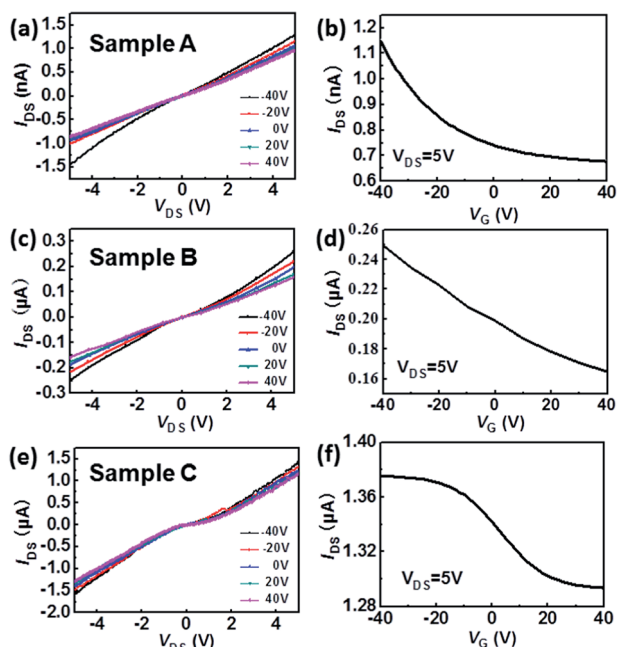 (a)
Sample A
I_DS (nA)
1.5
1.0
0.5
0.0
-0.5
-1.0
-1.5
-40V
-20V
0V
20V
40V
-4 -2 0 2 4
V_DS (V)
(b)
I_DS (nA)
1.2
1.1
1.0
0.9
0.8
0.7
0.6
V_DS=5V
-40 -20 0 20 40
V_G (V)
(c)
Sample B
I_DS (µA)
0.3
0.2
0.1
0.0
-0.1
-0.2
-0.3
-40V
-20V
0V
20V
40V
-4 -2 0 2 4
V_DS (V)
(d)
I_DS (µA)
0.26
0.24
0.22
0.20
0.18
0.16
V_DS=5V
-40 -20 0 20 40
V_G (V)
(e)
Sample C
I_DS (µA)
1.5
1.0
0.5
0.0
-0.5
-1.0
-1.5
-2.0
-40V
-20V
0V
20V
40V
-4 -2 0 2 4
V_DS (V)
(f)
I_DS (µA)
1.40
1.36
1.32
1.28
V_DS=5V
-40 -20 0 20 40
V_G (V)